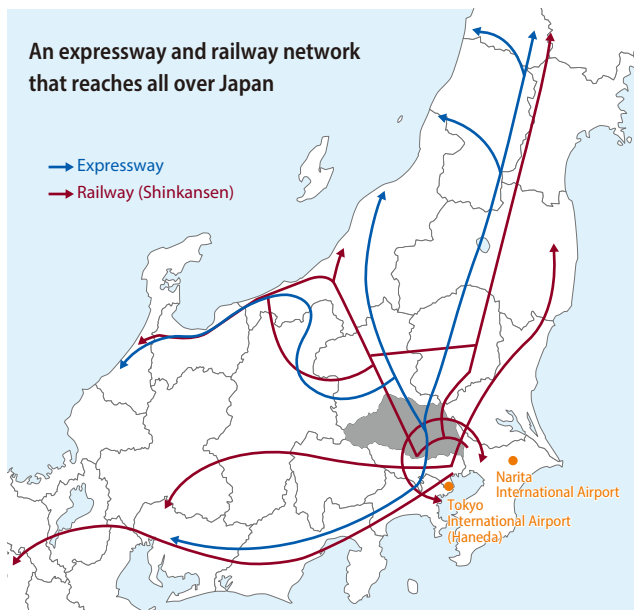 An expressway and railway network
that reaches all over Japan
Expressway
Railway (Shinkansen)
Narita
International Airport
Tokyo
International Airport
(Haneda)